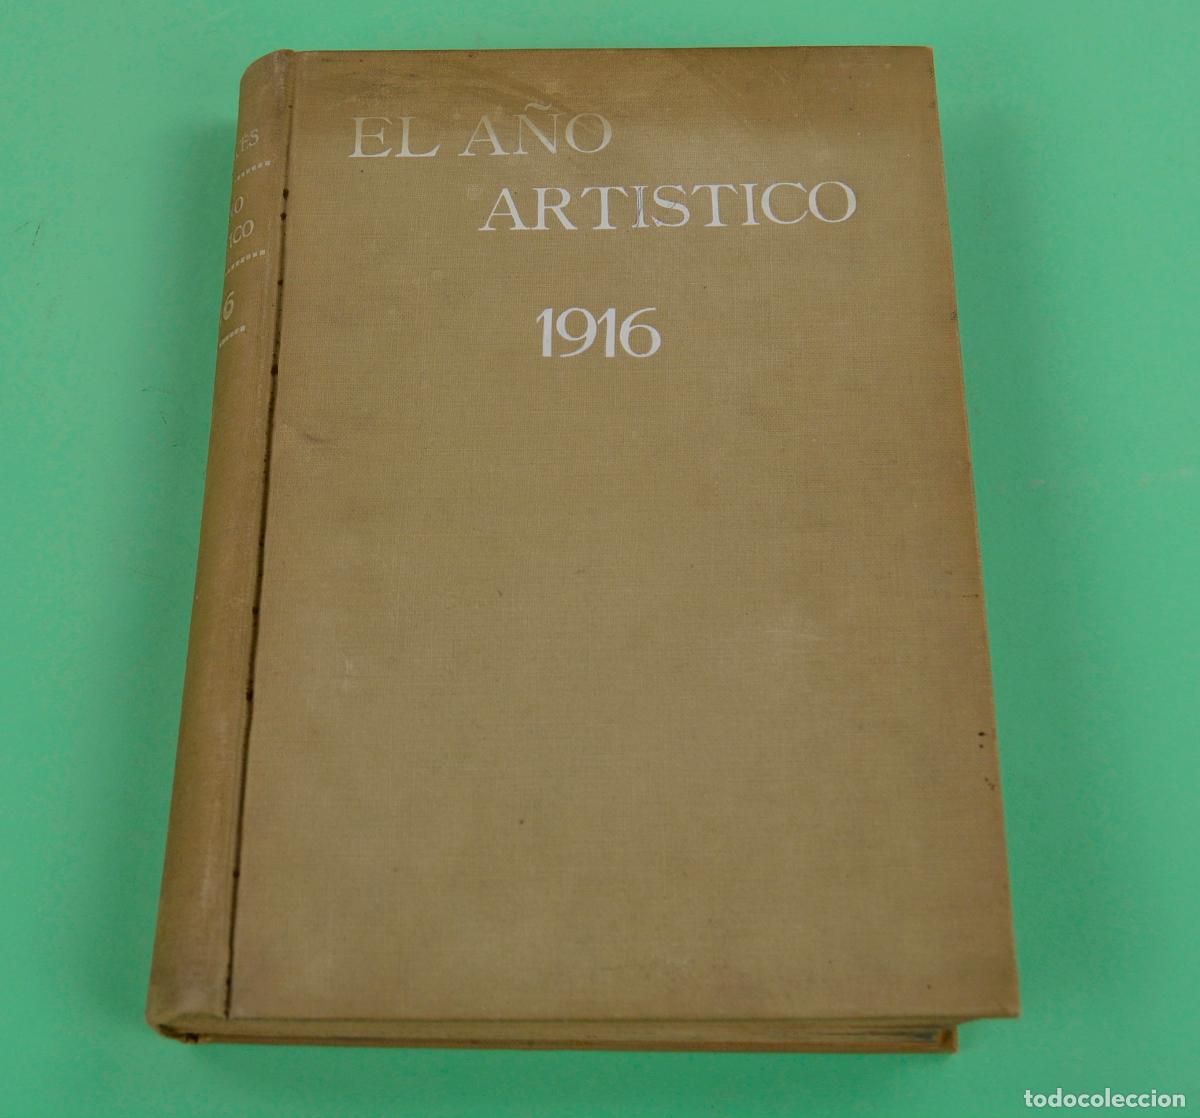 EL AÑO
ARTISTICO
1916
todocoleccion